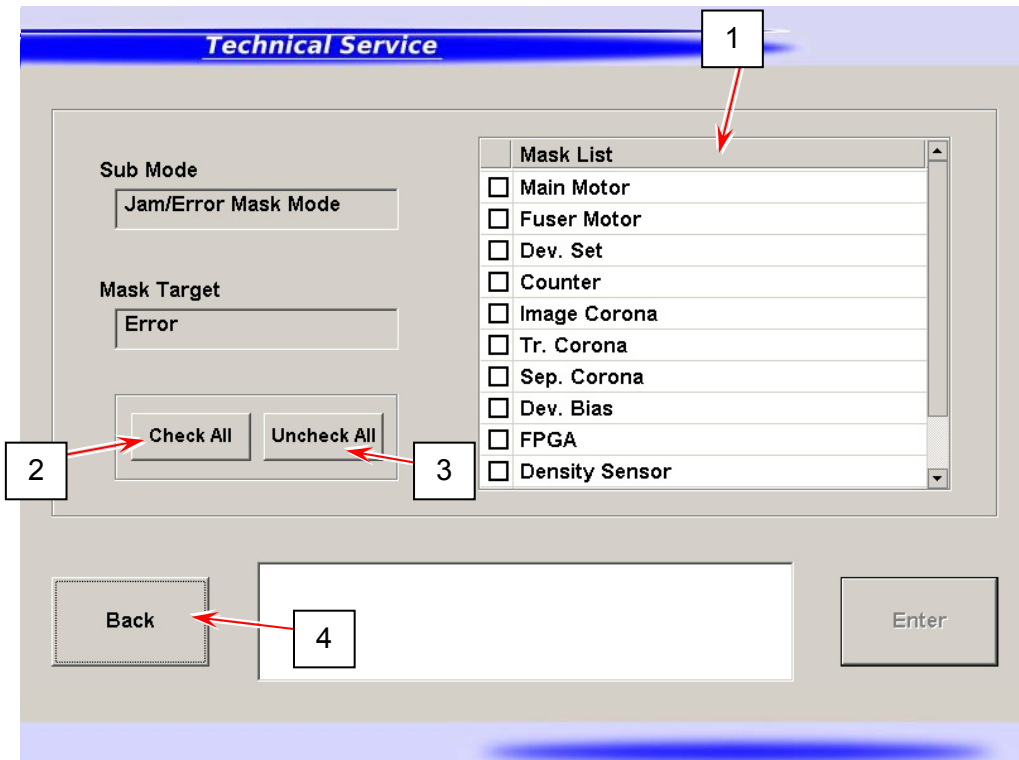 Technical Service
1
Sub Mode
Jam/Error Mask Mode
Mask Target
Error
Check All
Uncheck All
2
3
Mask List
Main Motor
Fuser Motor
Dev. Set
Counter
Image Corona
Tr. Corona
Sep. Corona
Dev. Bias
FPGA
Density Sensor
Back
4
Enter